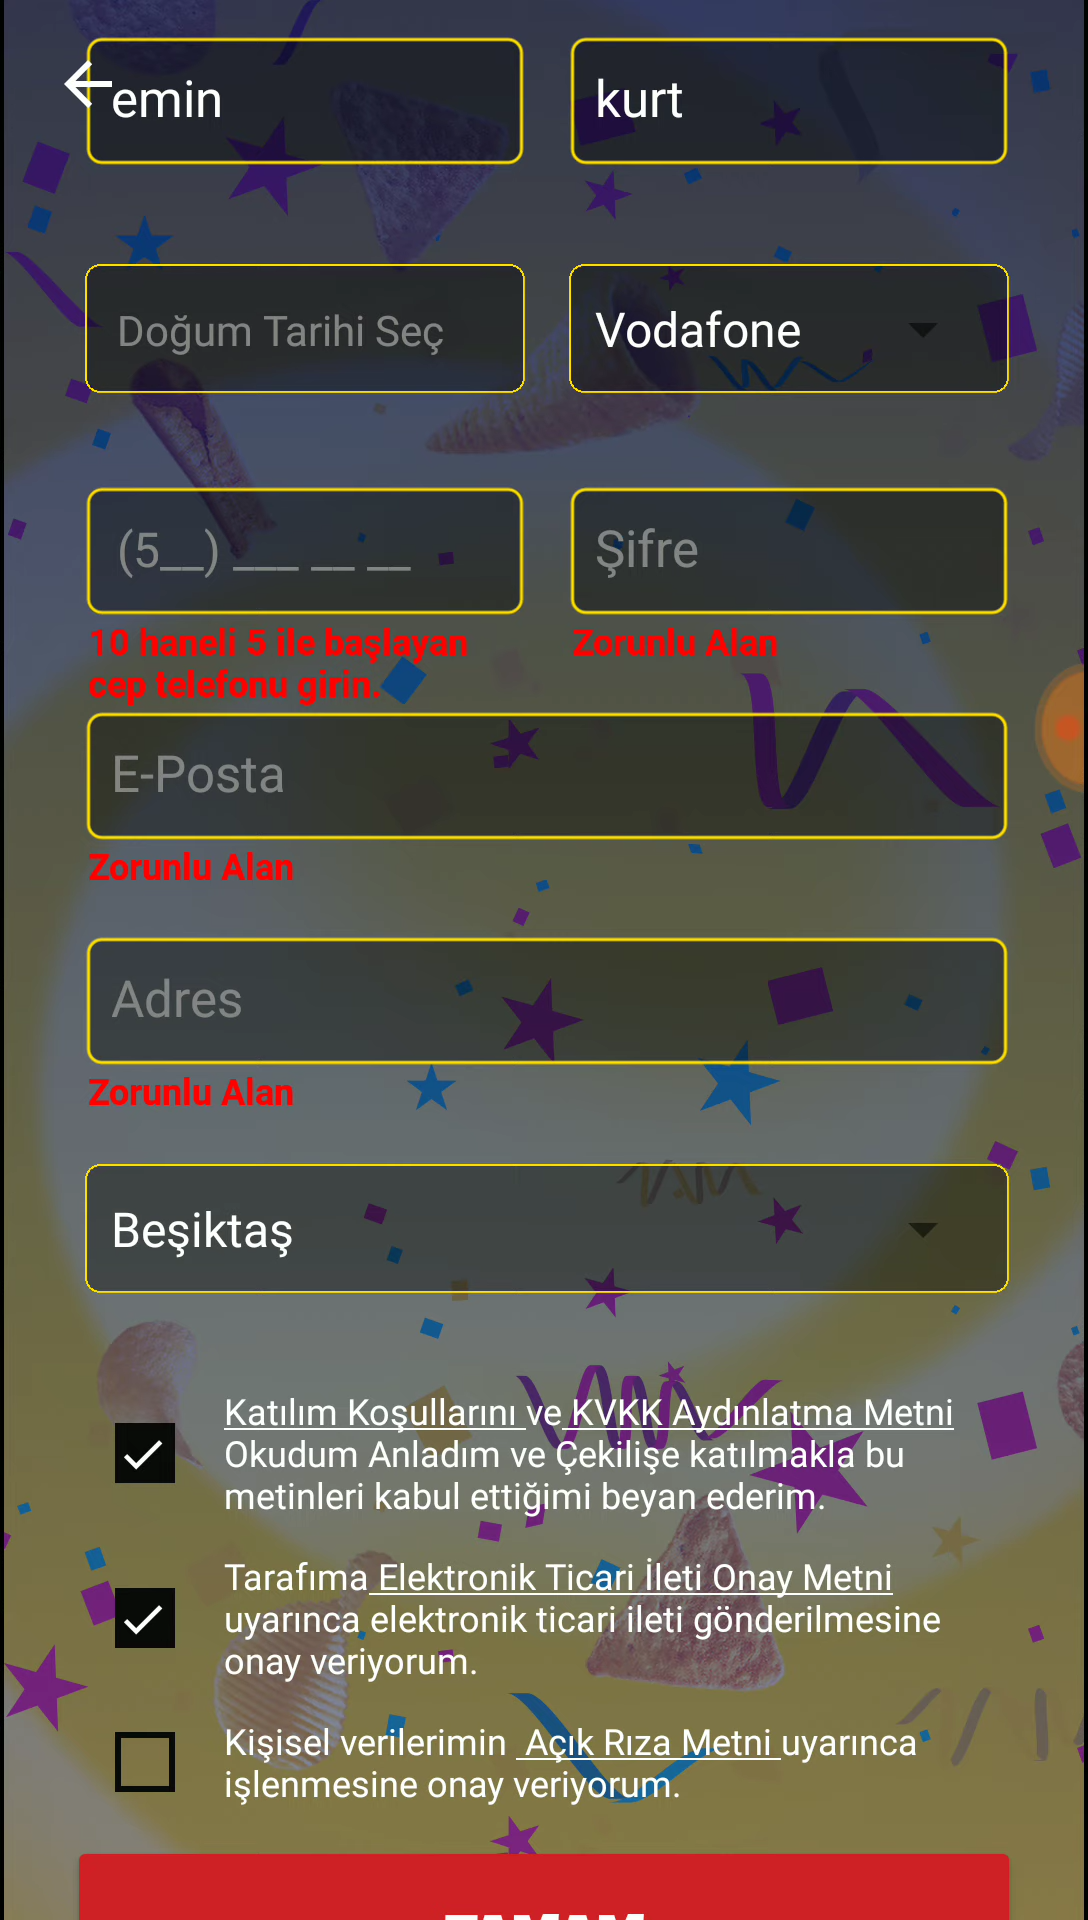 emin
kurt
Doğum Tarihi Seç
Vodafone
(5__) ___ __ __
Şifre
10 haneli 5 ile başlayan
cep telefonu girin.
Zorunlu Alan
E-Posta
Zorunlu Alan
Adres
Zorunlu Alan
Beşiktaş
Katılım Koşullarını ve KVKK Aydınlatma Metni
Okudum Anladım ve Çekilişe katılmakla bu
metinleri kabul ettiğimi beyan ederim.
Tarafıma Elektronik Ticari İleti Onay Metni
uyarınca elektronik ticari ileti gönderilmesine
onay veriyorum.
Kişisel verilerimin Açık Rıza Metni uyarınca
işlenmesine onay veriyorum.